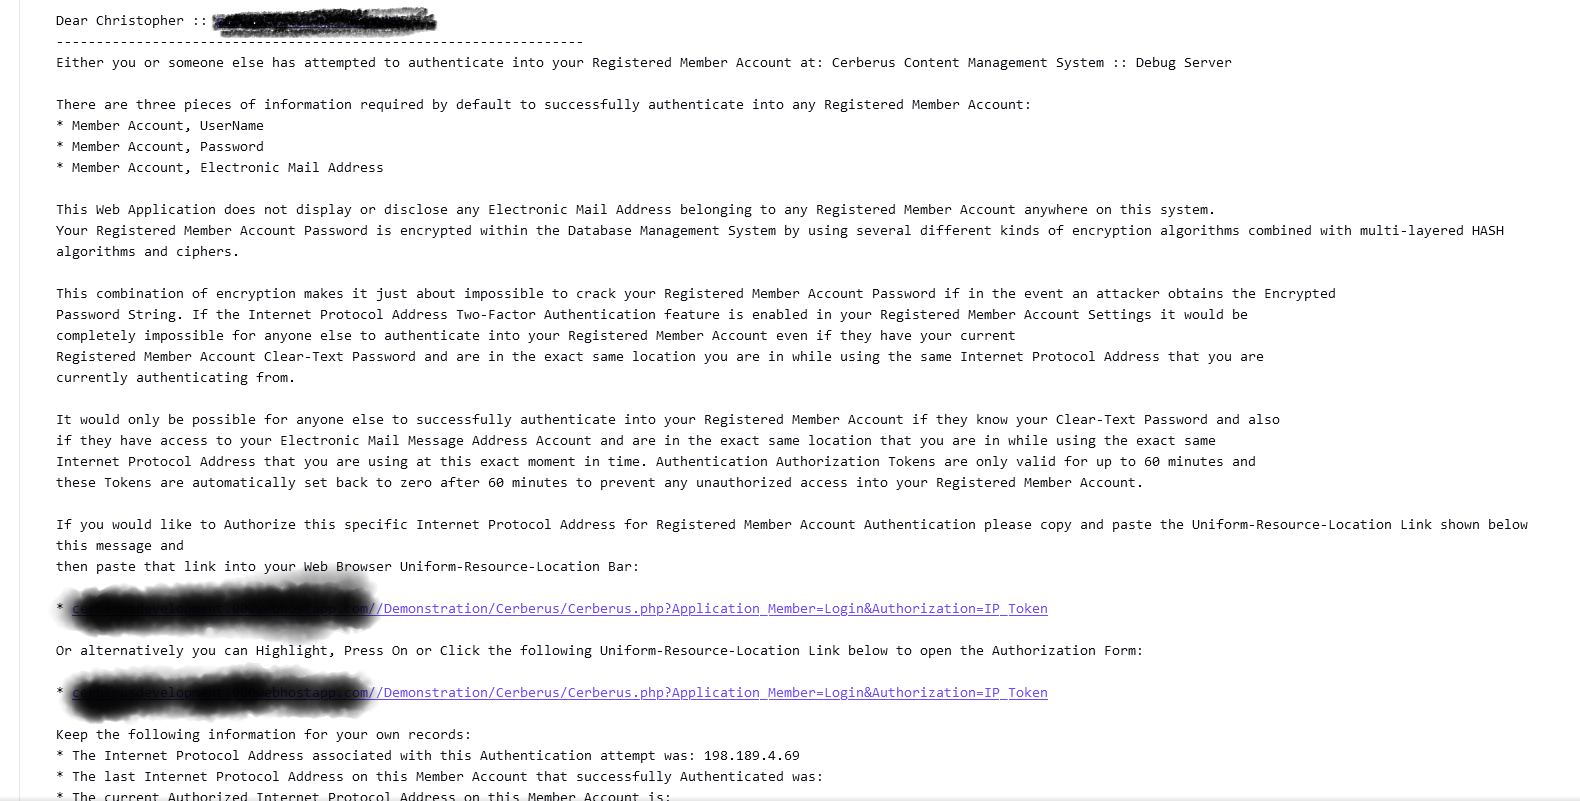 Dear Christopher ::
------------------------------------------------------------------
Either you or someone else has attempted to authenticate into your Registered Member Account at: Cerberus Content Management System :: Debug Server
There are three pieces of information required by default to successfully authenticate into any Registered Member Account:
* Member Account, UserName
* Member Account, Password
* Member Account, Electronic Mail Address
This Web Application does not display or disclose any Electronic Mail Address belonging to any Registered Member Account anywhere on this system.
Your Registered Member Account Password is encrypted within the Database Management System by using several different kinds of encryption algorithms combined with multi-layered HASH
algorithms and ciphers.
This combination of encryption makes it just about impossible to crack your Registered Member Account Password if in the event an attacker obtains the Encrypted
Password String. If the Internet Protocol Address Two-Factor Authentication feature is enabled in your Registered Member Account Settings it would be
completely impossible for anyone else to authenticate into your Registered Member Account even if they have your current
Registered Member Account Clear-Text Password and are in the exact same location you are in while using the same Internet Protocol Address that you are
currently authenticating from.
It would only be possible for anyone else to successfully authenticate into your Registered Member Account if they know your Clear-Text Password and also
if they have access to your Electronic Mail Message Address Account and are in the exact same location that you are in while using the exact same
Internet Protocol Address that you are using at this exact moment in time. Authentication Authorization Tokens are only valid for up to 60 minutes and
these Tokens are automatically set back to zero after 60 minutes to prevent any unauthorized access into your Registered Member Account.
If you would like to Authorize this specific Internet Protocol Address for Registered Member Account Authentication please copy and paste the Uniform-Resource-Location Link shown below
this message and
then paste that link into your Web Browser Uniform-Resource-Location Bar:
* //Demonstration/Cerberus/Cerberus.php?Application_Member=Login&Authorization=IP_Token
Or alternatively you can Highlight, Press On or Click the following Uniform-Resource-Location Link below to open the Authorization Form:
* //Demonstration/Cerberus/Cerberus.php?Application_Member=Login&Authorization=IP_Token
Keep the following information for your own records:
* The Internet Protocol Address associated with this Authentication attempt was: 198.189.4.69
* The last Internet Protocol Address on this Member Account that successfully Authenticated was:
* The current Authorized Internet Protocol Address on this Member Account is: